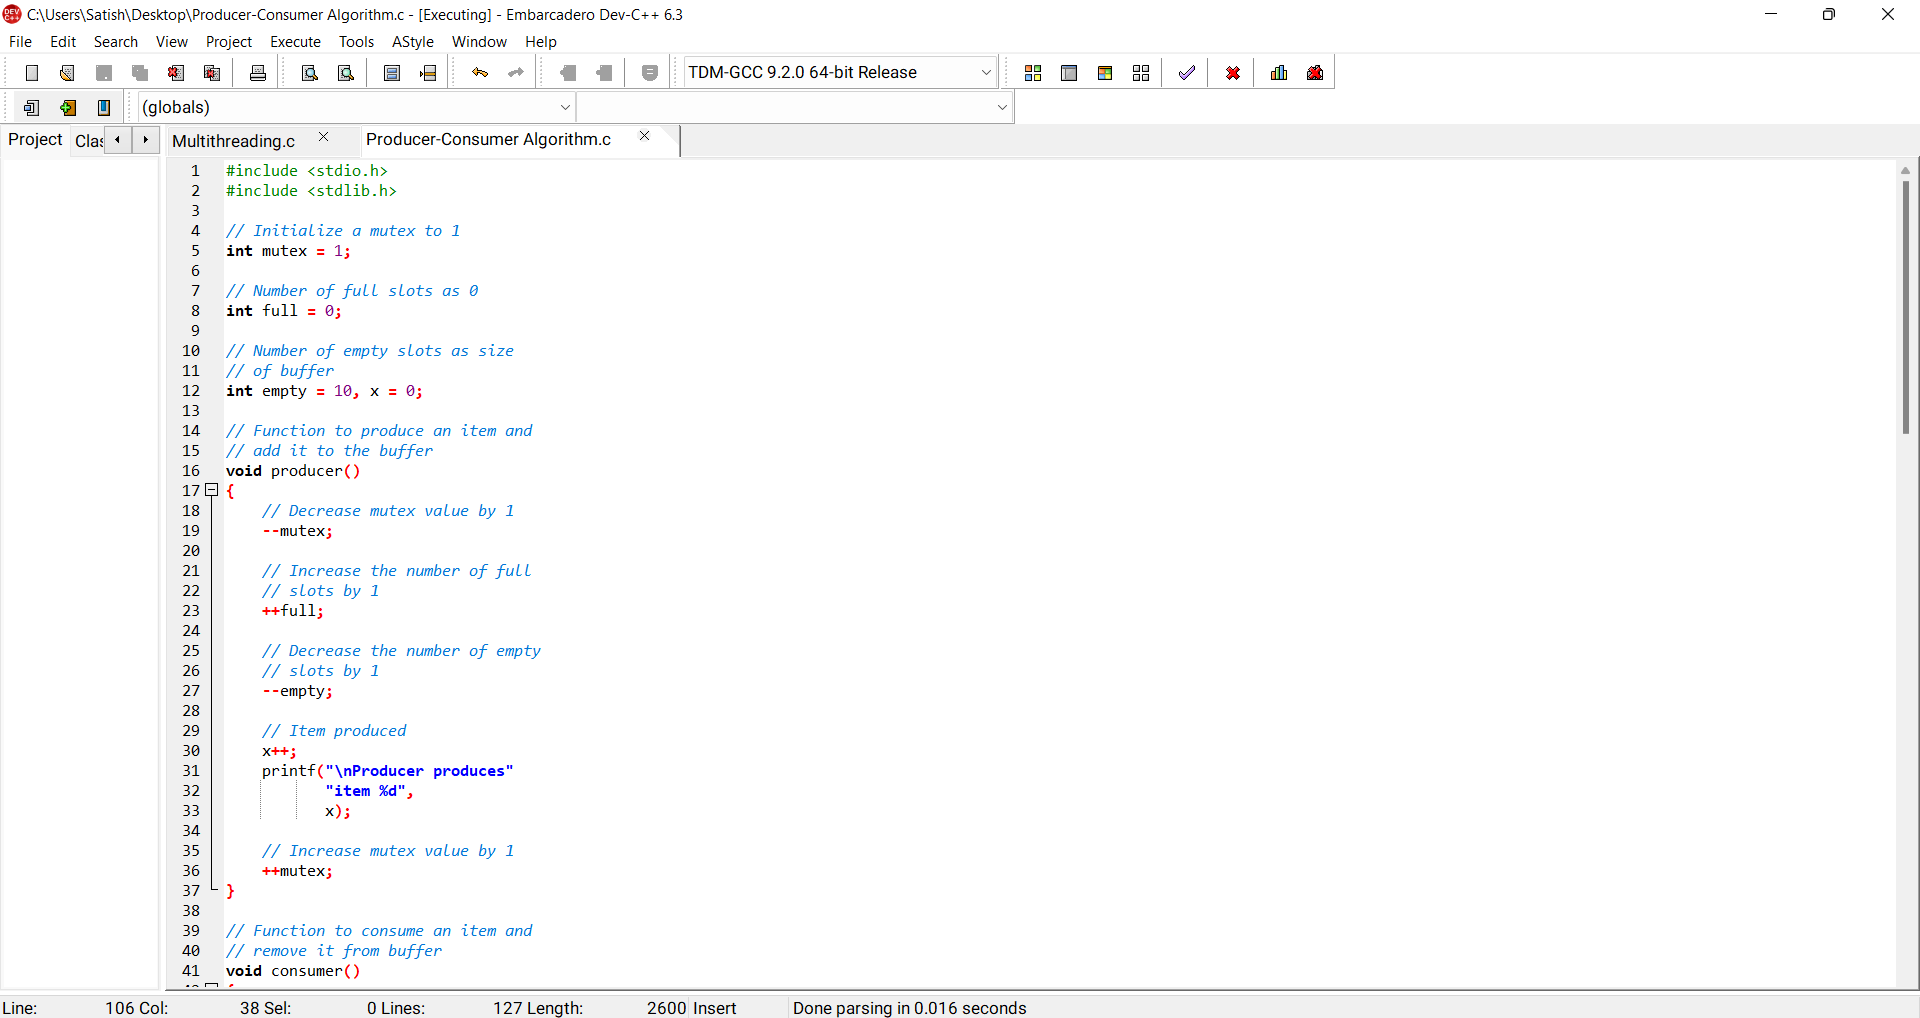 C:\Users\Satish\Desktop\Producer-Consumer Algorithm.c - [Executing] - Embarcadero Dev-C++ 6.3
File Edit Search View Project Execute Tools AStyle Window Help
TDM-GCC 9.2.0 64-bit Release
(globals)
Project Clas Multithreading.c Producer-Consumer Algorithm.c
1 #include <stdio.h>
2 #include <stdlib.h>
3
4 // Initialize a mutex to 1
5 int mutex = 1;
6
7 // Number of full slots as 0
8 int full = 0;
9
10 // Number of empty slots as size
11 // of buffer
12 int empty = 10, x = 0;
13
14 // Function to produce an item and
15 // add it to the buffer
16 void producer()
17 {
18 // Decrease mutex value by 1
19 --mutex;
20
21 // Increase the number of full
22 // slots by 1
23 ++full;
24
25 // Decrease the number of empty
26 // slots by 1
27 --empty;
28
29 // Item produced
30 x++;
31 printf("\nProducer produces"
32 "item %d",
33 x);
34
35 // Increase mutex value by 1
36 ++mutex;
37 }
38
39 // Function to consume an item and
40 // remove it from buffer
41 void consumer()
Line: 106 Col: 38 Sel: 0 Lines: 127 Length: 2600 Insert Done parsing in 0.016 seconds